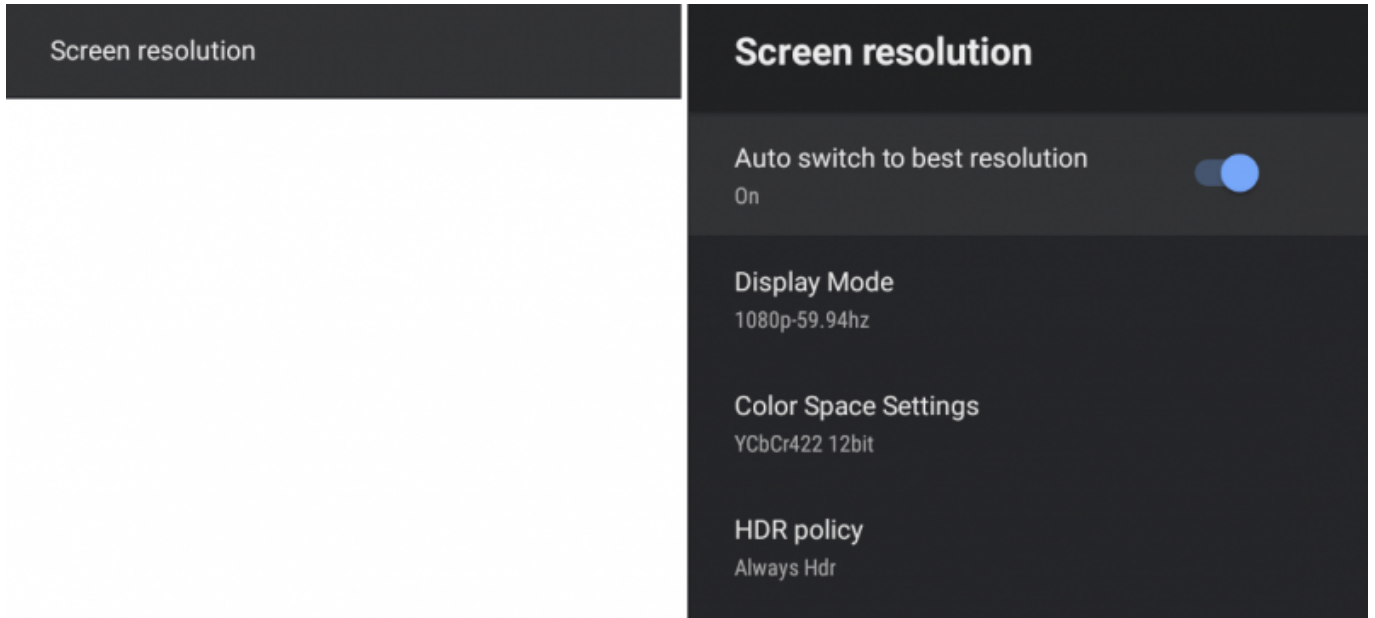 Screen resolution
Screen resolution
Auto switch to best resolution
On
Display Mode
1080p-59.94hz
Color Space Settings
YCbCr422 12bit
HDR policy
Always Hdr